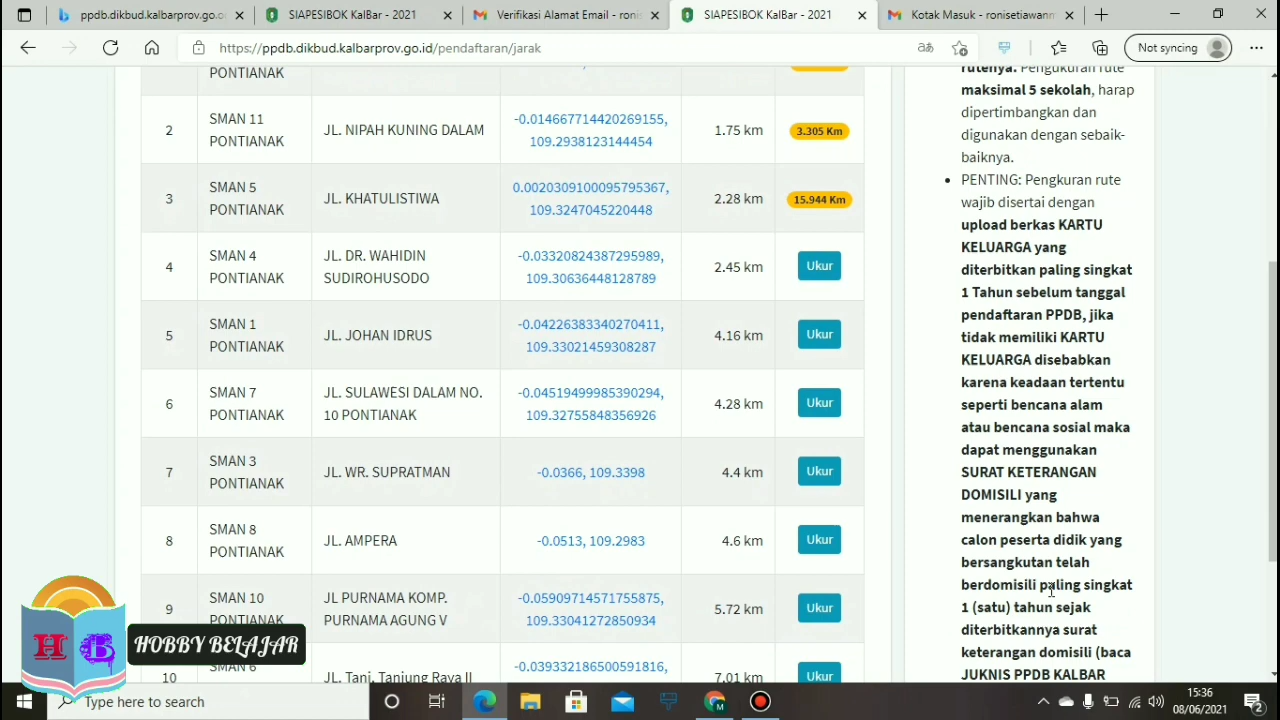 ppdb.dikbud.kalbarprov.go.
SIAPESIBOK KalBar - 2021
Verifikasi Alamat Email - ronis
SIAPESIBOK KalBar - 2021
Kotak Masuk - ronisetiawanm
https://ppdb.dikbud.kalbarprov.go.id/pendaftaran/jarak
Not syncing
PONTIANAK
2
SMAN 11
PONTIANAK
JL. NIPAH KUNING DALAM
-0.014667714420269155,
109.2938123144454
1.75 km
3.305 Km
3
SMAN 5
PONTIANAK
JL. KHATULISTIWA
0.0020309100095795367,
109.3247045220448
2.28 km
15.944 Km
4
SMAN 4
PONTIANAK
JL. DR. WAHIDIN
SUDIROHUSODO
-0.03320824387295989,
109.30636448128789
2.45 km
Ukur
5
SMAN 1
PONTIANAK
JL. JOHAN IDRUS
-0.04226383340270411,
109.33021459308287
4.16 km
Ukur
6
SMAN 7
PONTIANAK
JL. SULAWESI DALAM NO.
10 PONTIANAK
-0.04519499985390294,
109.32755848356926
4.28 km
Ukur
7
SMAN 3
PONTIANAK
JL. WR. SUPRATMAN
-0.0366, 109.3398
4.4 km
Ukur
8
SMAN 8
PONTIANAK
JL. AMPERA
-0.0513, 109.2983
4.6 km
Ukur
9
SMAN 10
PONTIANAK
JL PURNAMA KOMP.
PURNAMA AGUNG V
-0.05909714571755875,
109.33041272850934
5.72 km
Ukur
10
SMAN 6
JL. Tani, Tanjung Raya II
-0.039332186500591816,
7.01 km
Ukur
rutenya. Pengukuran rute
maksimal 5 sekolah, harap
dipertimbangkan dan
digunakan dengan sebaik-
baiknya.
PENTING: Pengkuran rute
wajib disertai dengan
upload berkas KARTU
KELUARGA yang
diterbitkan paling singkat
1 Tahun sebelum tanggal
pendaftaran PPDB, jika
tidak memiliki KARTU
KELUARGA disebabkan
karena keadaan tertentu
seperti bencana alam
atau bencana sosial maka
dapat menggunakan
SURAT KETERANGAN
DOMISILI yang
menerangkan bahwa
calon peserta didik yang
bersangkutan telah
berdomisili paling singkat
1 (satu) tahun sejak
diterbitkannya surat
keterangan domisili (baca
JUKNIS PPDB KALBAR
H B
HOBBY BELAJAR
Type here to search
15:36
08/06/2021
2